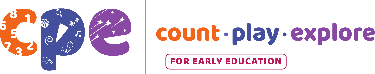 cpe
count · play · explore
FOR EARLY EDUCATION